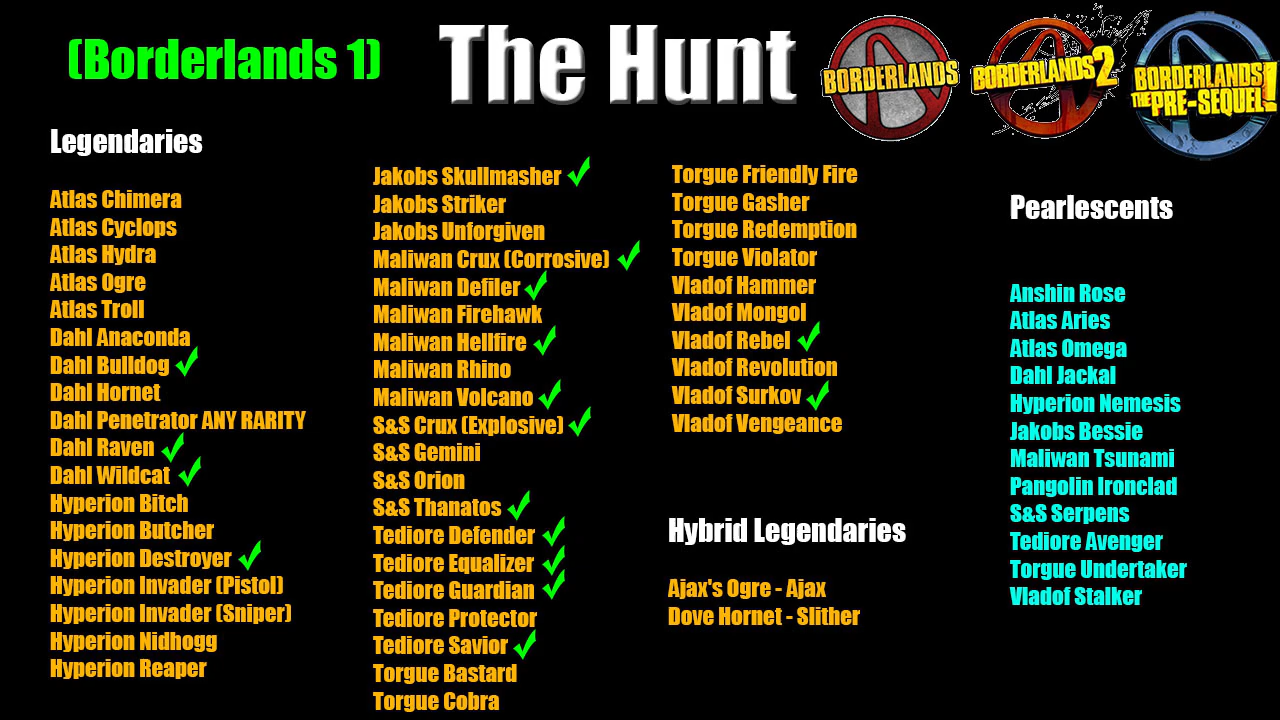 (Borderlands 1)
The Hunt
BORDERLANDS
BORDERLANDS 2
BORDERLANDS
THE PRE-SEQUEL!
Legendaries
Atlas Chimera
Atlas Cyclops
Atlas Hydra
Atlas Ogre
Atlas Troll
Dahl Anaconda
Dahl Bulldog
Dahl Hornet
Dahl Penetrator ANY RARITY
Dahl Raven
Dahl Wildcat
Hyperion Bitch
Hyperion Butcher
Hyperion Destroyer
Hyperion Invader (Pistol)
Hyperion Invader (Sniper)
Hyperion Nidhogg
Hyperion Reaper
Jakobs Skullmasher
Jakobs Striker
Jakobs Unforgiven
Maliwan Crux (Corrosive)
Maliwan Defiler
Maliwan Firehawk
Maliwan Hellfire
Maliwan Rhino
Maliwan Volcano
S&S Crux (Explosive)
S&S Gemini
S&S Orion
S&S Thanatos
Tediore Defender
Tediore Equalizer
Tediore Guardian
Tediore Protector
Tediore Savior
Torgue Bastard
Torgue Cobra
Torgue Friendly Fire
Torgue Gasher
Torgue Redemption
Torgue Violator
Vladof Hammer
Vladof Mongol
Vladof Rebel
Vladof Revolution
Vladof Surkov
Vladof Vengeance
Hybrid Legendaries
Ajax's Ogre - Ajax
Dove Hornet - Slither
Pearlescents
Anshin Rose
Atlas Aries
Atlas Omega
Dahl Jackal
Hyperion Nemesis
Jakobs Bessie
Maliwan Tsunami
Pangolin Ironclad
S&S Serpens
Tediore Avenger
Torgue Undertaker
Vladof Stalker